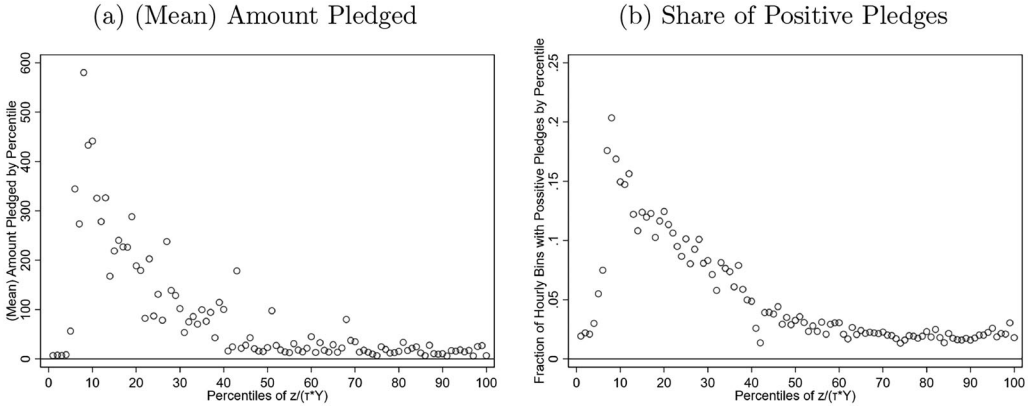 (a) (Mean) Amount Pledged
(Mean) Amount Pledged by Percentile
600
500
400
300
200
100
0
0 10 20 30 40 50 60 70 80 90 100
Percentiles of z/(τ*Y)
(b) Share of Positive Pledges
Fraction of Hourly Bins with Possitive Pledges by Percentile
.25
.2
.15
.1
.05
0
0 10 20 30 40 50 60 70 80 90 100
Percentiles of z/(τ*Y)